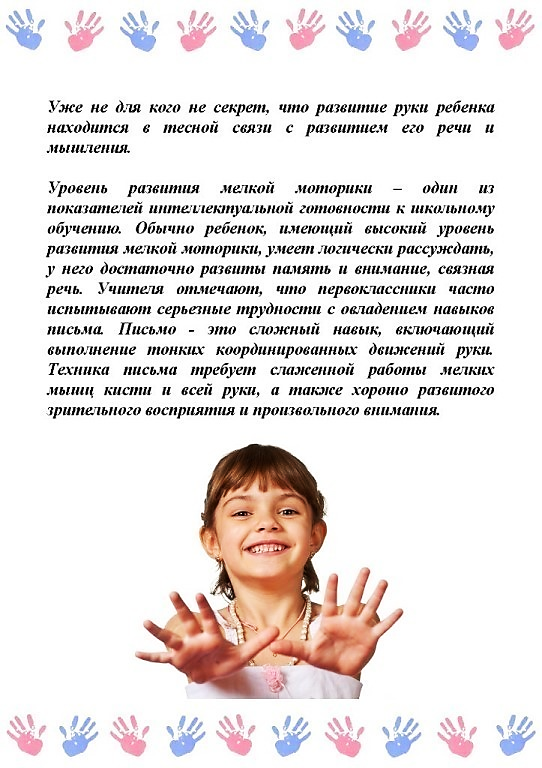 Уже не для кого не секрет, что развитие руки ребенка
находится в тесной связи с развитием его речи и
мышления.
Уровень развития мелкой моторики – один из
показателей интеллектуальной готовности к школьному
обучению. Обычно ребенок, имеющий высокий уровень
развития мелкой моторики, умеет логически рассуждать,
у него достаточно развиты память и внимание, связная
речь. Учителя отмечают, что первоклассники часто
испытывают серьезные трудности с овладением навыков
письма. Письмо - это сложный навык, включающий
выполнение тонких координированных движений руки.
Техника письма требует слаженной работы мелких
мышц кисти и всей руки, а также хорошо развитого
зрительного восприятия и произвольного внимания.